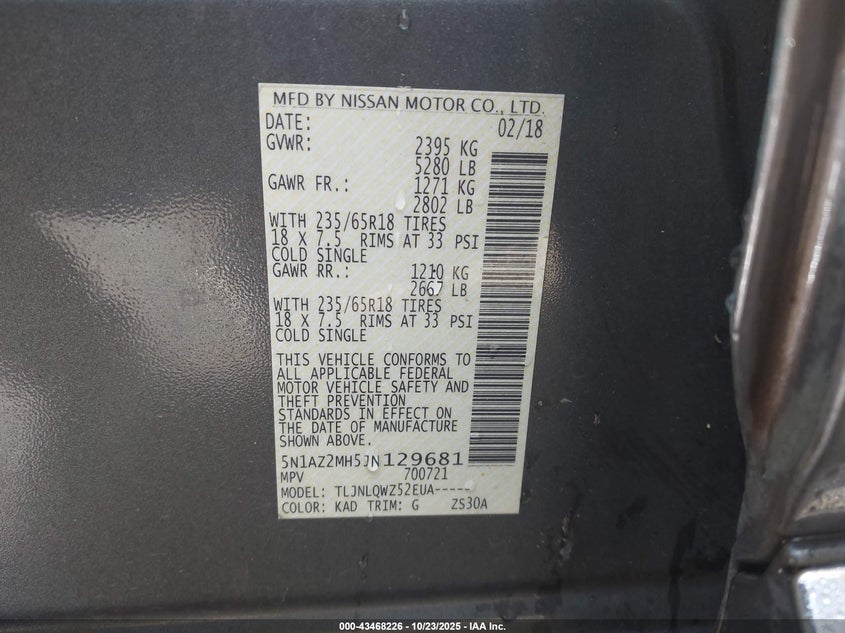 MFD BY NISSAN MOTOR CO., LTD.
DATE: 02/18
GVWR: 2395 KG
5280 LB
GAWR FR.: 1271 KG
2802 LB
WITH 235/65R18 TIRES
18 X 7.5 RIMS AT 33 PSI
COLD SINGLE
GAWR RR.: 1210 KG
2667 LB
WITH 235/65R18 TIRES
18 X 7.5 RIMS AT 33 PSI
COLD SINGLE
THIS VEHICLE CONFORMS TO
ALL APPLICABLE FEDERAL
MOTOR VEHICLE SAFETY AND
THEFT PREVENTION
STANDARDS IN EFFECT ON
THE DATE OF MANUFACTURE
SHOWN ABOVE.
5N1AZ2MH5JN129681
MPV 700721
MODEL: TLJNLQWZ52EUA-----
COLOR: KAD TRIM: G ZS30A
000-43468226 - 10/23/2025 - IAA Inc.